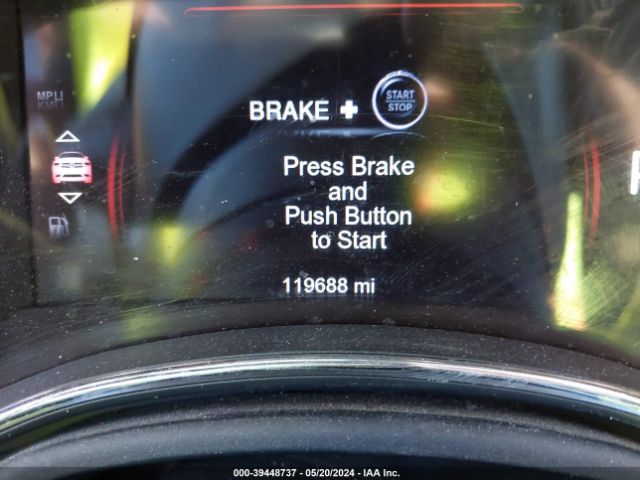 MPH
KM/H
BRAKE +
START
STOP
Press Brake
and
Push Button
to Start
119688 mi
000-39448737 - 05/20/2024 - IAA Inc.